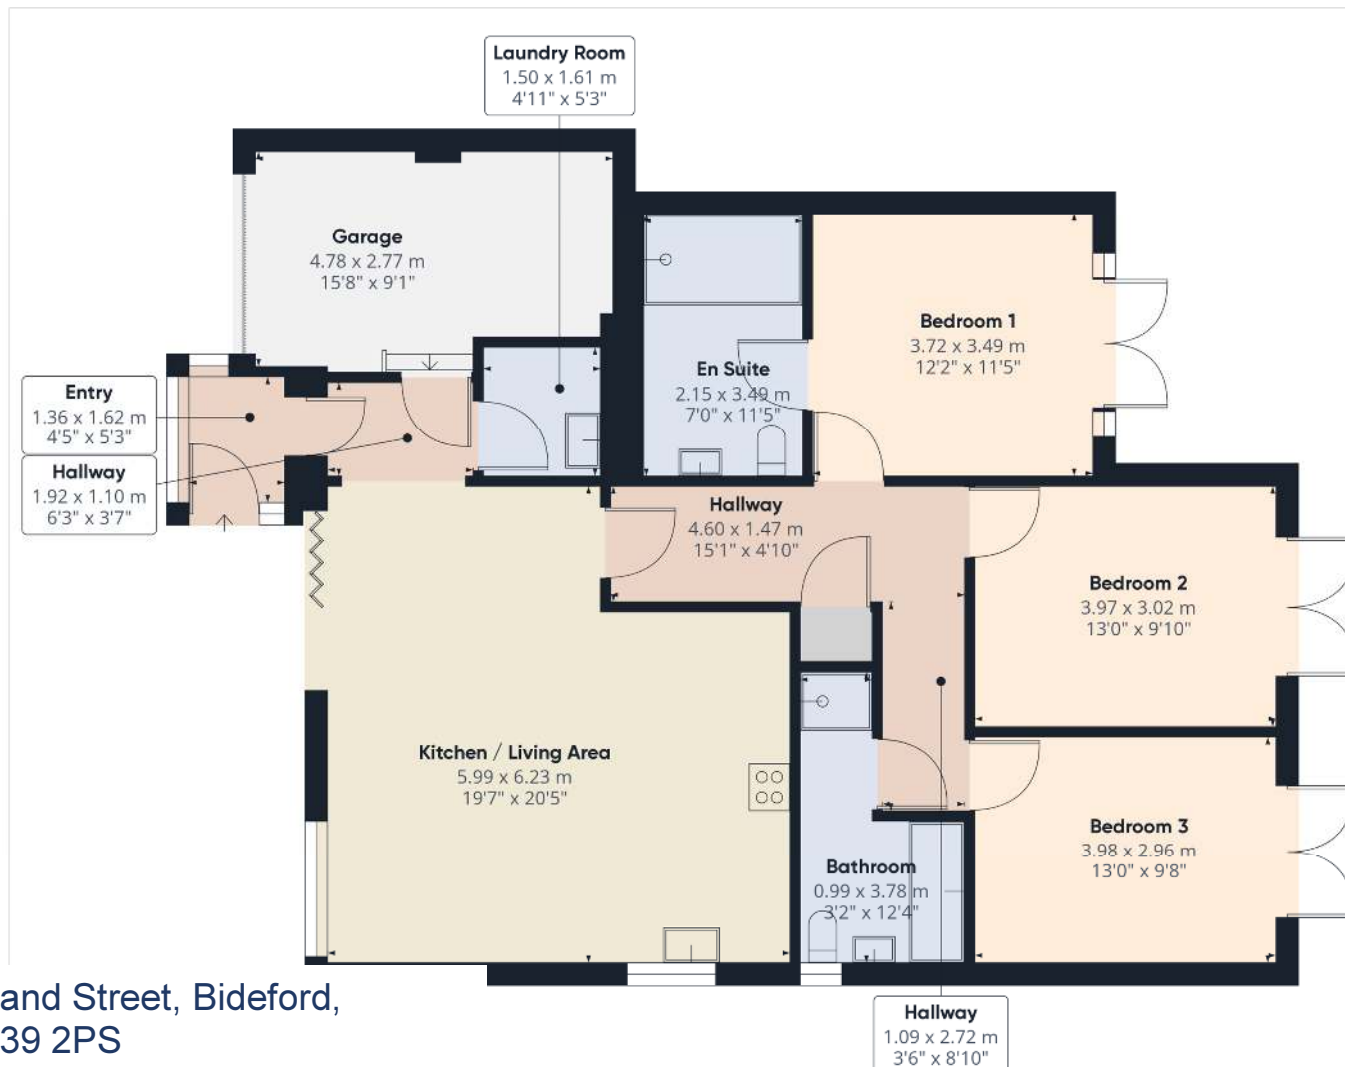 Laundry Room
1.50 x 1.61 m
4'11" x 5'3"
Garage
4.78 x 2.77 m
15'8" x 9'1"
Bedroom 1
3.72 x 3.49 m
12'2" x 11'5"
En Suite
2.15 x 3.49 m
7'0" x 11'5"
Entry
1.36 x 1.62 m
4'5" x 5'3"
Hallway
1.92 x 1.10 m
6'3" x 3'7"
Hallway
4.60 x 1.47 m
15'1" x 4'10"
Bedroom 2
3.97 x 3.02 m
13'0" x 9'10"
Kitchen / Living Area
5.99 x 6.23 m
19'7" x 20'5"
Bedroom 3
3.98 x 2.96 m
13'0" x 9'8"
Bathroom
0.99 x 3.78 m
3'2" x 12'4"
and Street, Bideford,
39 2PS
Hallway
1.09 x 2.72 m
3'6" x 8'10"